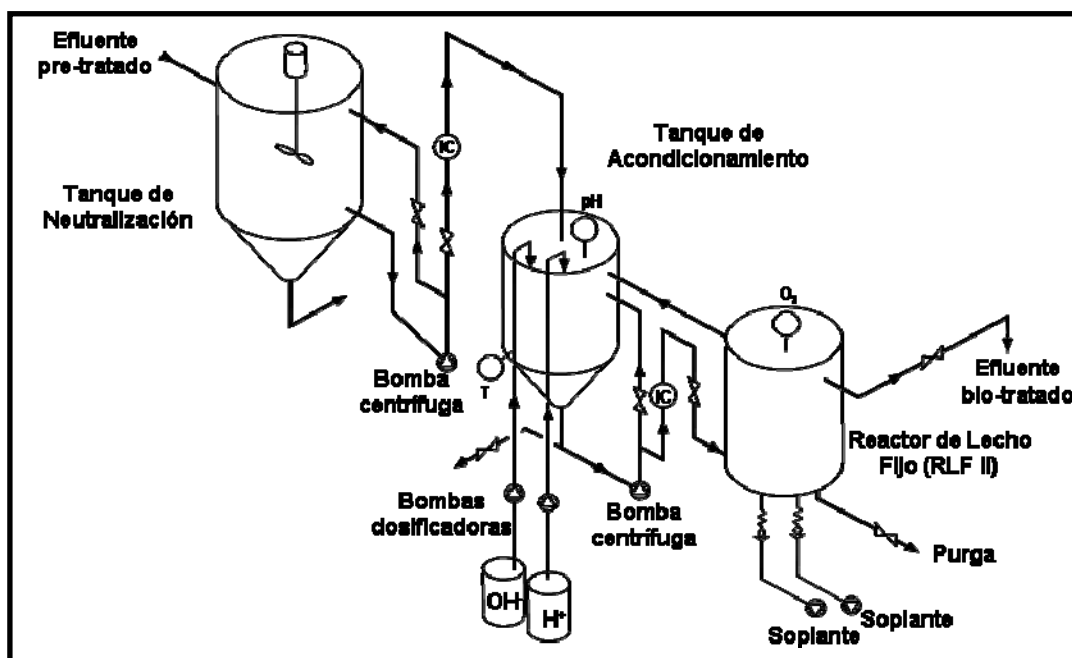 Efluente
pre-tratado
Tanque de
Neutralización
IC
Bomba
centrífuga
Tanque de
Acondicionamiento
pH
T
Bombas
dosificadoras
OH-
H+
IC
Bomba
centrífuga
O₂
Efluente
bio-tratado
Reactor de Lecho
Fijo (RLF II)
Purga
Soplante
Soplante